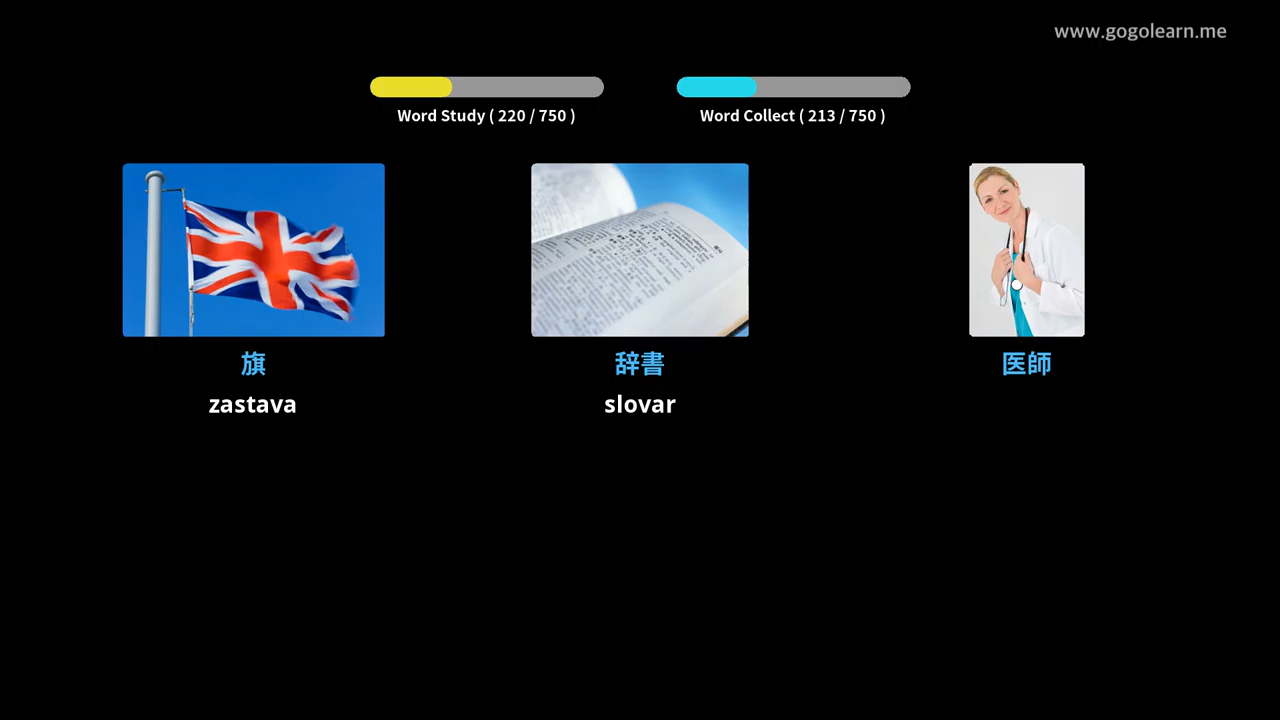 www.gogolearn.me
Word Study ( 220 / 750 )
Word Collect ( 213 / 750 )
旗
辞書
医師
zastava
slovar